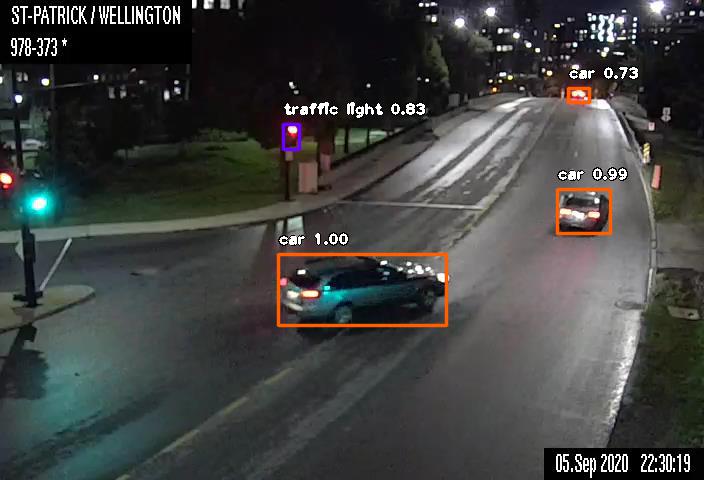 ST-PATRICK / WELLINGTON
978-373 *
car 0.73
traffic light 0.83
car 0.99
car 1.00
05.Sep 2020 22:30:19